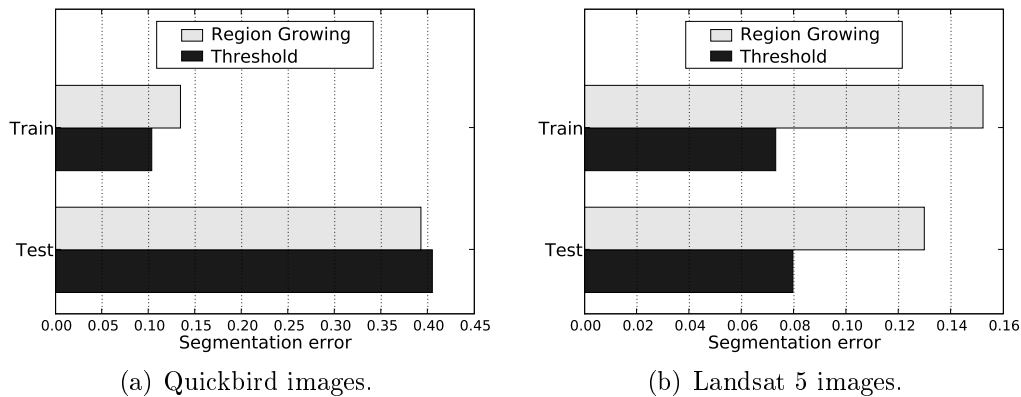 Region Growing
Threshold
Train
Test
0.00 0.05 0.10 0.15 0.20 0.25 0.30 0.35 0.40 0.45
Segmentation error
(a) Quickbird images.
Region Growing
Threshold
Train
Test
0.00 0.02 0.04 0.06 0.08 0.10 0.12 0.14 0.16
Segmentation error
(b) Landsat 5 images.